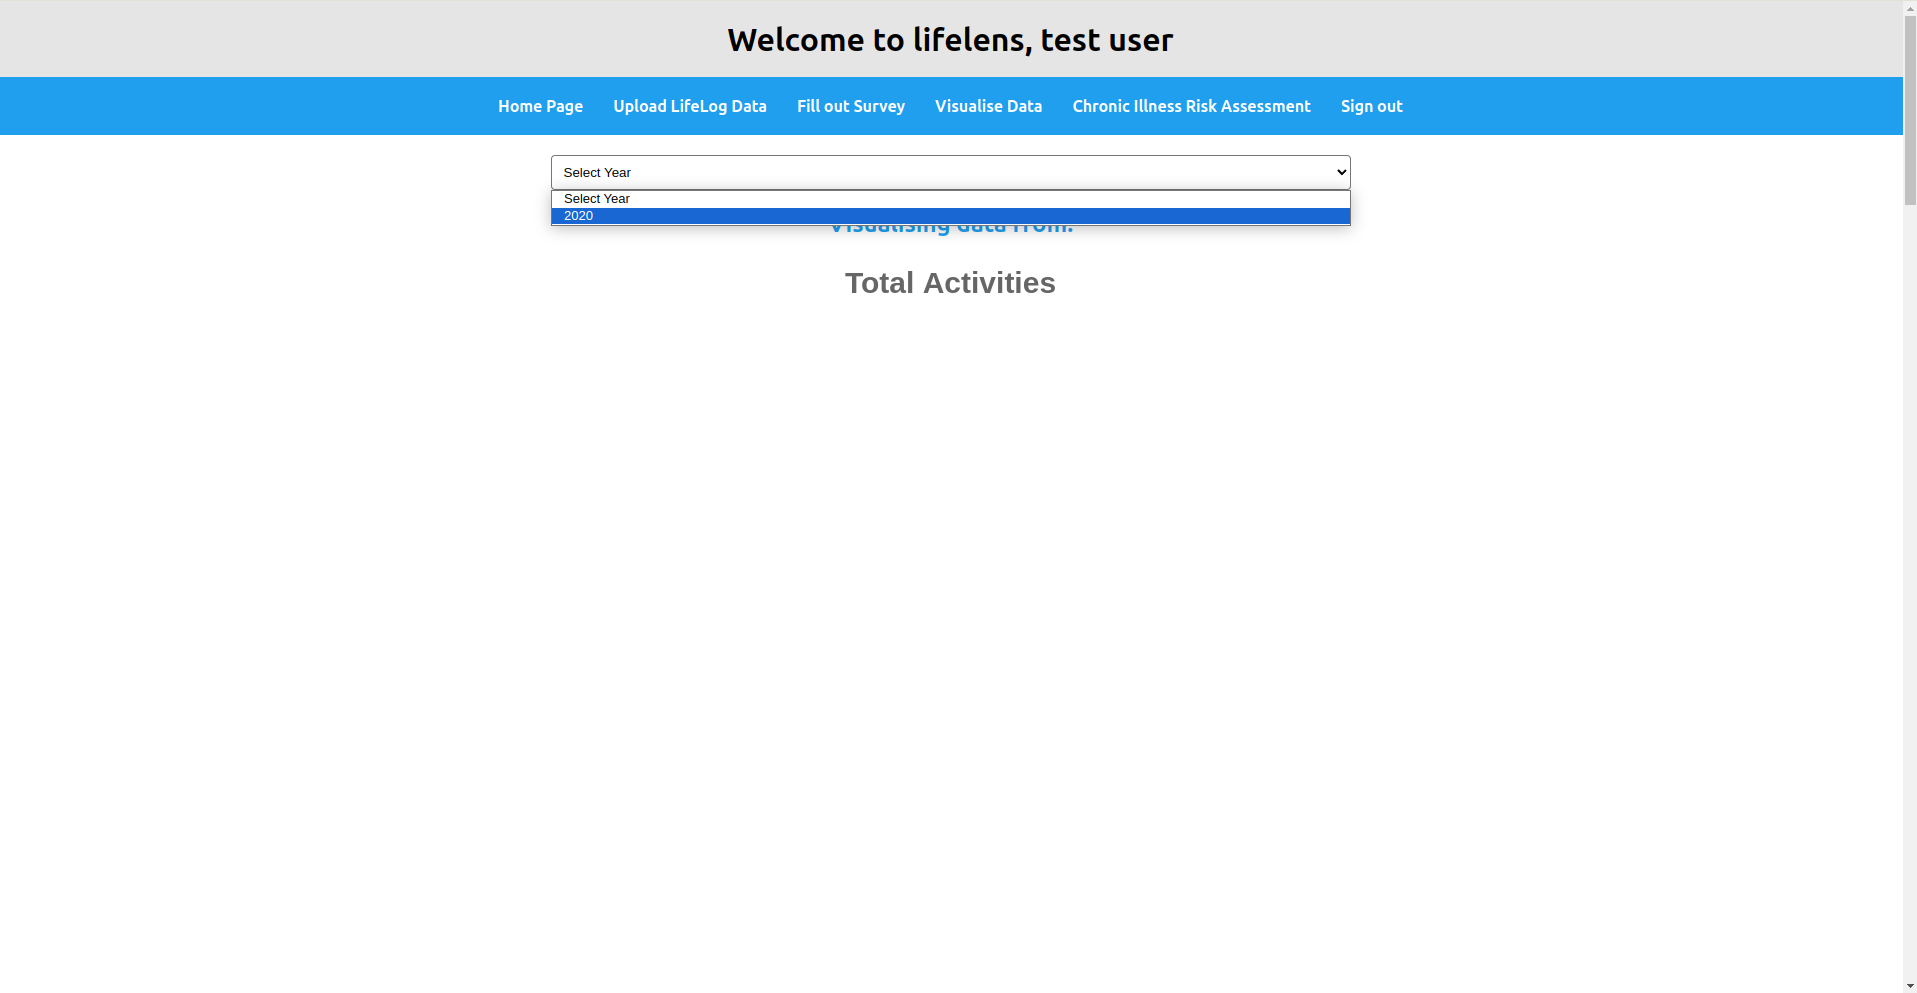 Welcome to lifelens, test user
Home Page Upload LifeLog Data Fill out Survey Visualise Data Chronic Illness Risk Assessment Sign out
Select Year
Select Year
2020
Visualising data from:
Total Activities